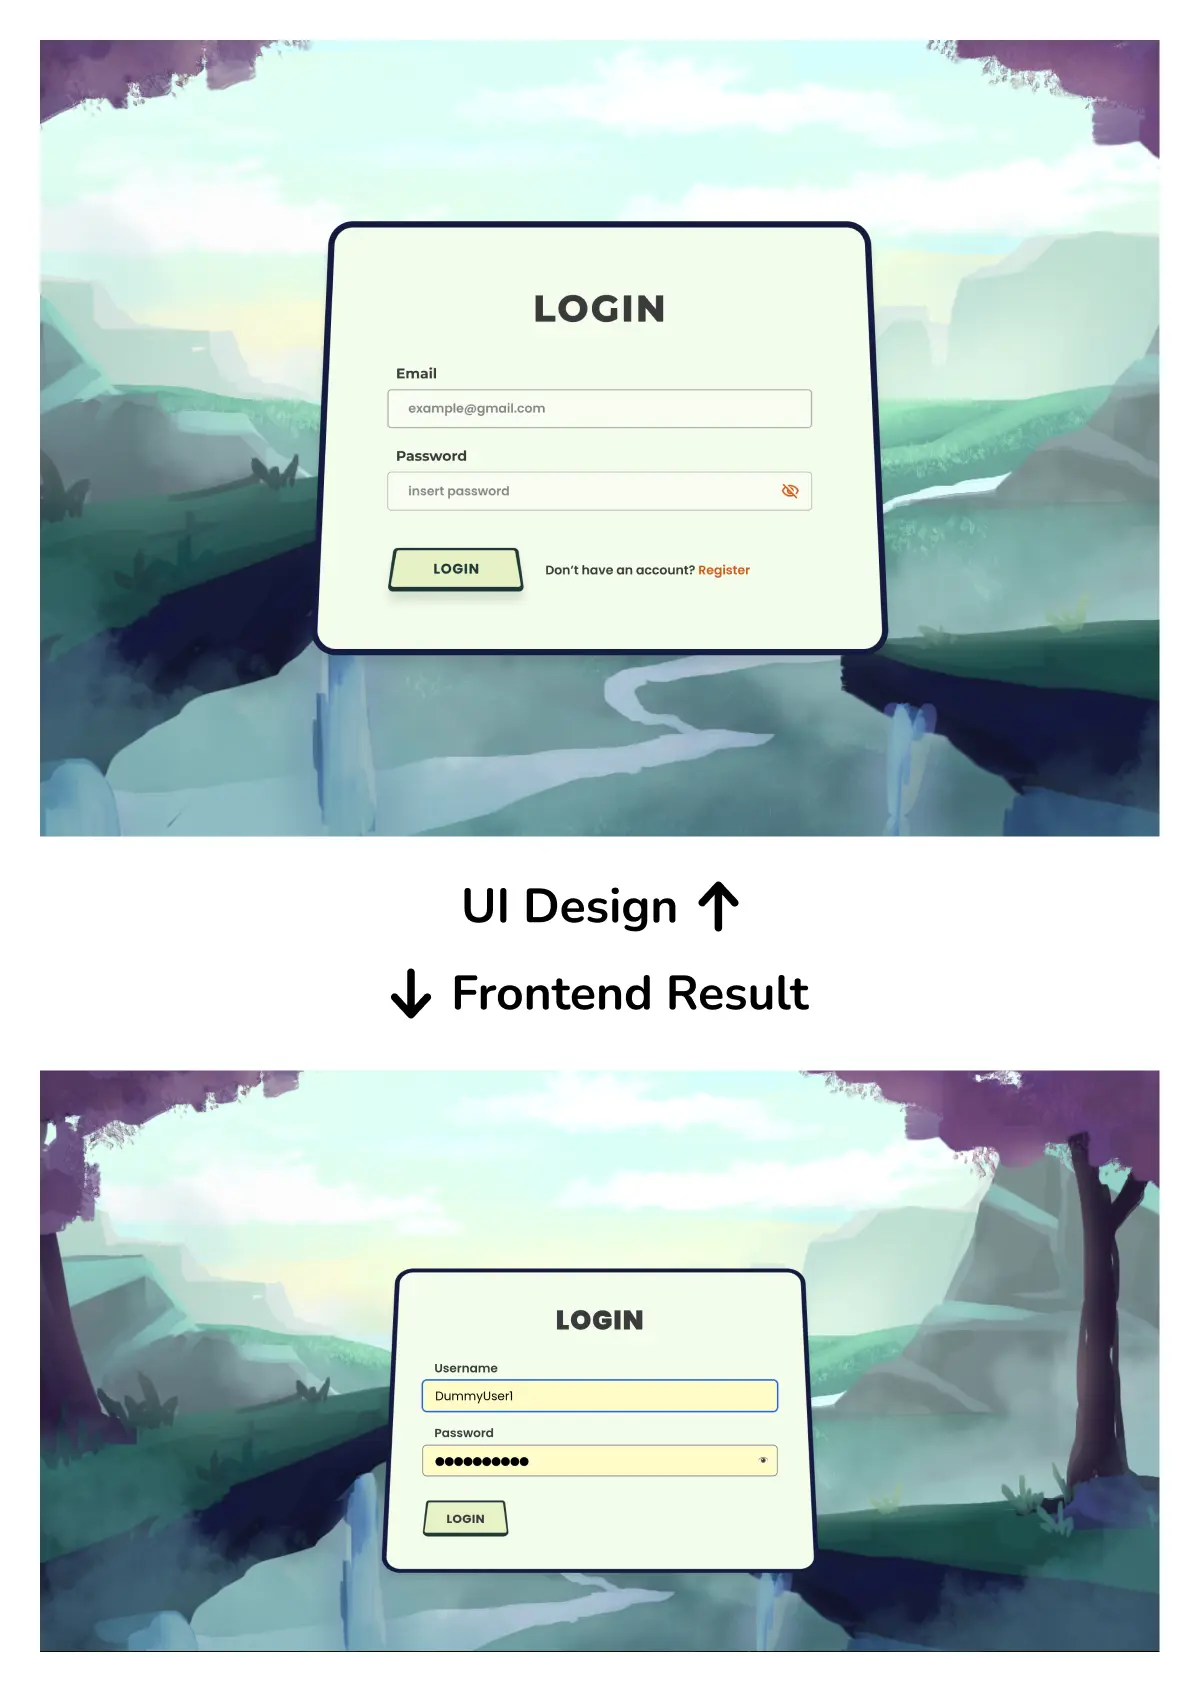 LOGIN
Email
example@gmail.com
Password
insert password
LOGIN
Don’t have an account? Register
UI Design ↑
↓ Frontend Result
LOGIN
Username
DummyUser1
Password
●●●●●●●●●●
LOGIN